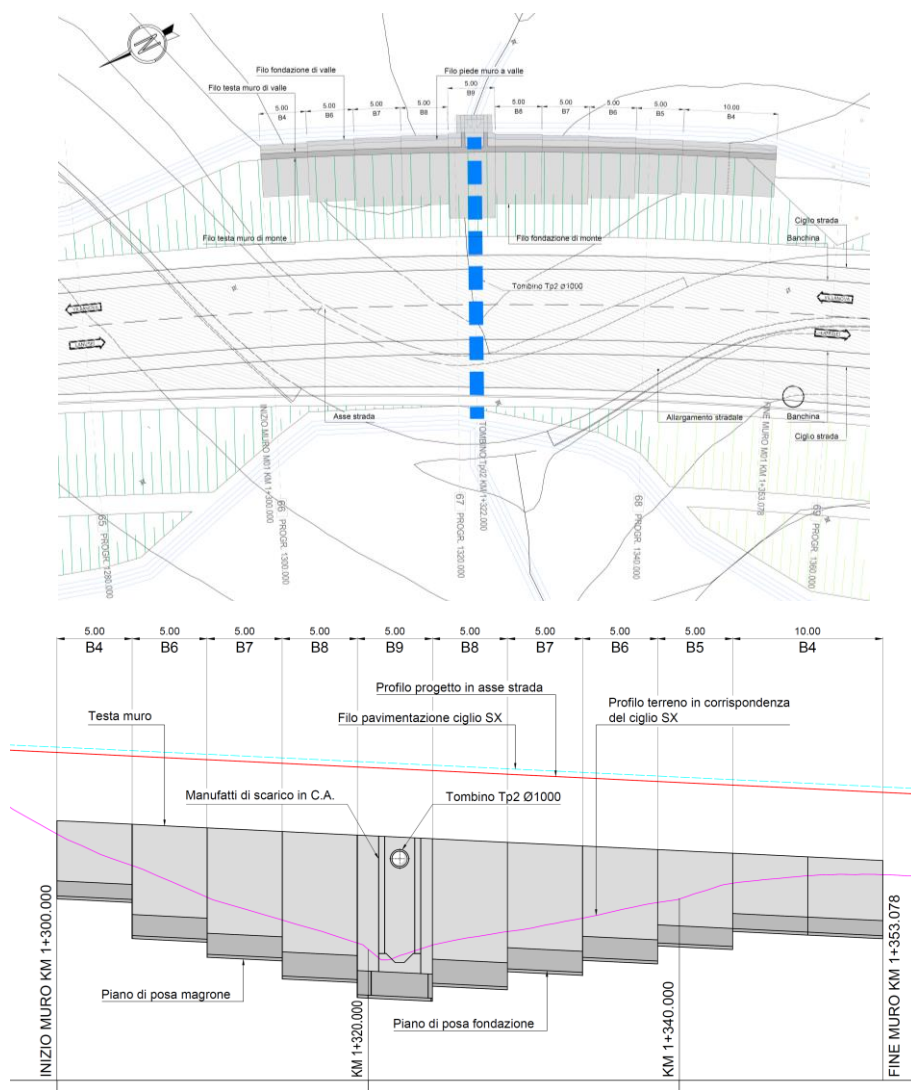 N
Filo fondazione di valle
Filo piede muro a valle
Filo testa muro di valle
5.00 5.00 5.00 5.00 5.00 5.00 5.00 5.00 5.00 10.00
B4 B6 B7 B8 B9 B8 B7 B6 B5 B4
Filo testa muro di monte
Filo fondazione di monte
Ciglio strada
Banchina
Tombino Tp2 ø1000
Asse strada
Allargamento stradale
Banchina
Ciglio strada
INIZIO MURO M01 KM 1+300.000
TOMBINO Tp02 KM 1+322.000
FINE MURO M01 KM 1+353.078
65 PROGR. 1280.000
66 PROGR. 1300.000
67 PROGR. 1320.000
68 PROGR. 1340.000
69 PROGR. 1360.000
5.00 5.00 5.00 5.00 5.00 5.00 5.00 5.00 5.00 10.00
B4 B6 B7 B8 B9 B8 B7 B6 B5 B4
Profilo progetto in asse strada
Testa muro
Filo pavimentazione ciglio SX
Profilo terreno in corrispondenza
del ciglio SX
Manufatti di scarico in C.A.
Tombino Tp2 Ø1000
Piano di posa magrone
Piano di posa fondazione
INIZIO MURO KM 1+300.000
KM 1+320.000
KM 1+340.000
FINE MURO KM 1+353.078